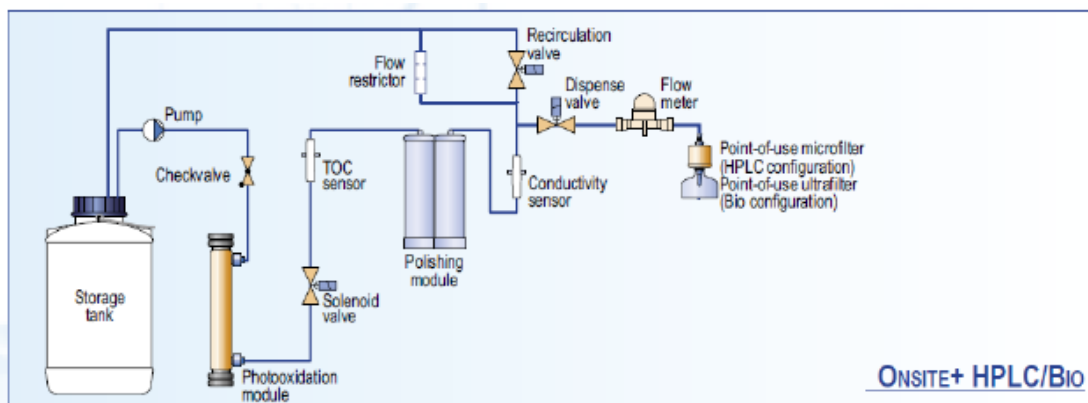 Recirculation
valve
Flow
restrictor
Dispense
valve
Flow
meter
Pump
Checkvalve
TOC
sensor
Point-of-use microfilter
(HPLC configuration)
Point-of-use ultrafilter
(Bio configuration)
Conductivity
sensor
Polishing
module
Storage
tank
Solenoid
valve
Photooxidation
module
ONSITE+ HPLC/BIO